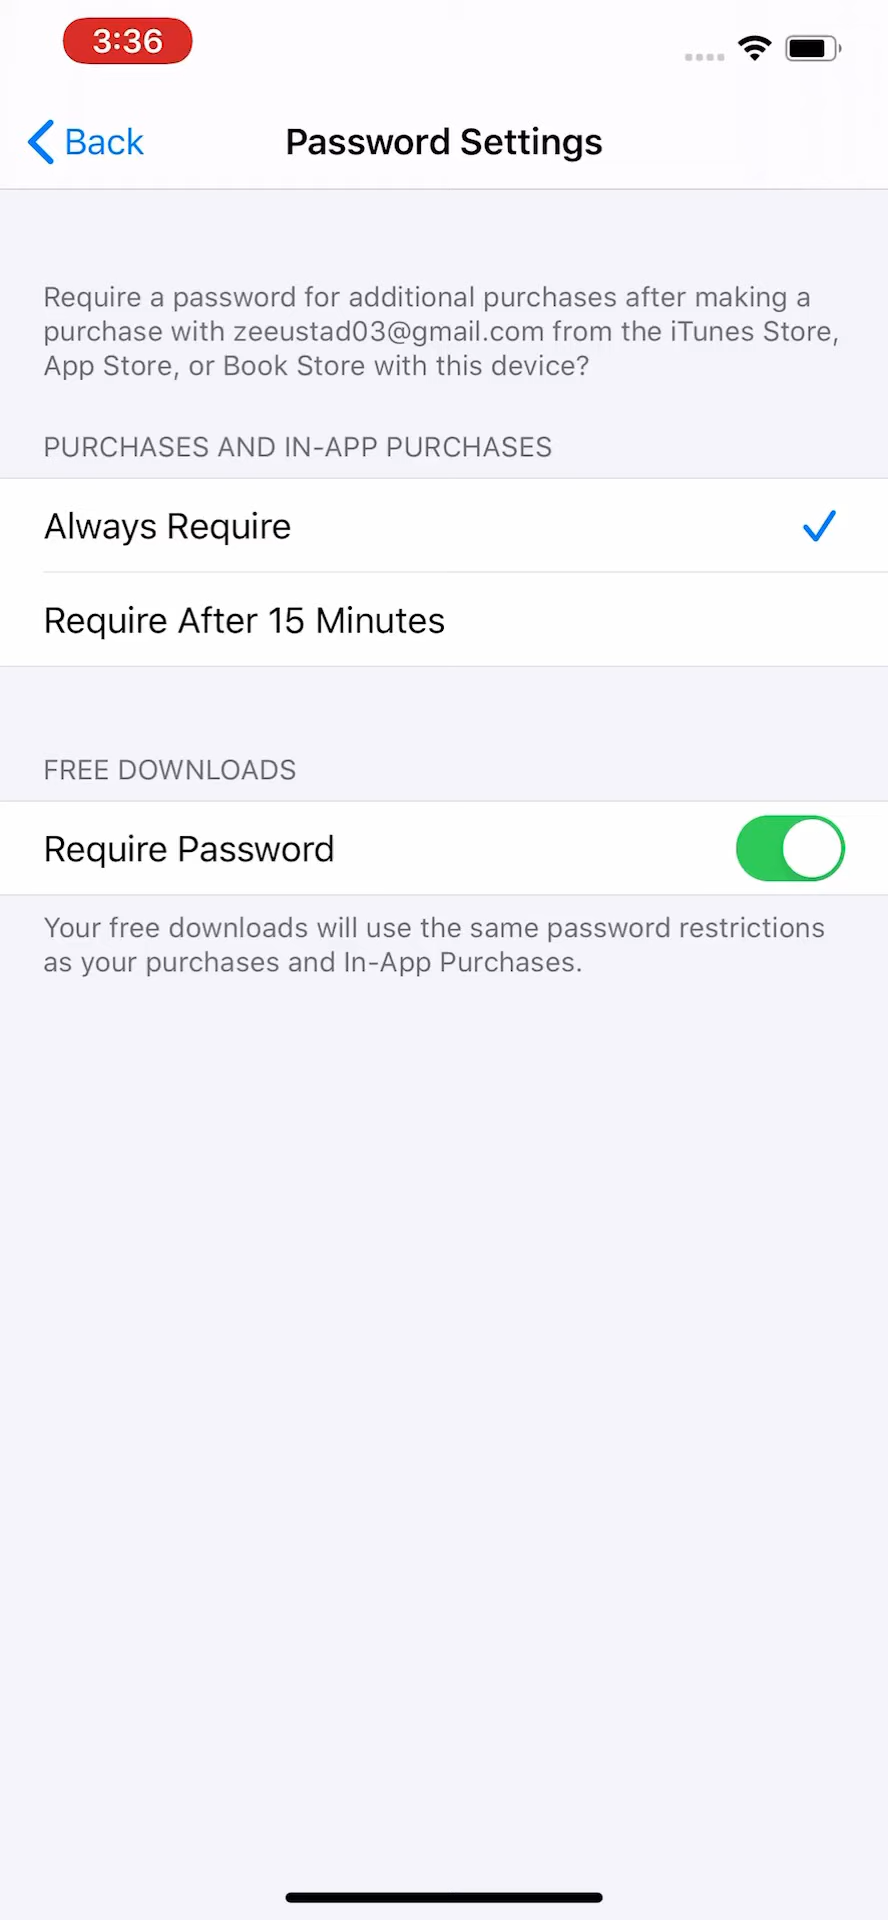 3:36
Back
Password Settings
Require a password for additional purchases after making a
purchase with zeeustad03@gmail.com from the iTunes Store,
App Store, or Book Store with this device?
PURCHASES AND IN-APP PURCHASES
Always Require
Require After 15 Minutes
FREE DOWNLOADS
Require Password
Your free downloads will use the same password restrictions
as your purchases and In-App Purchases.